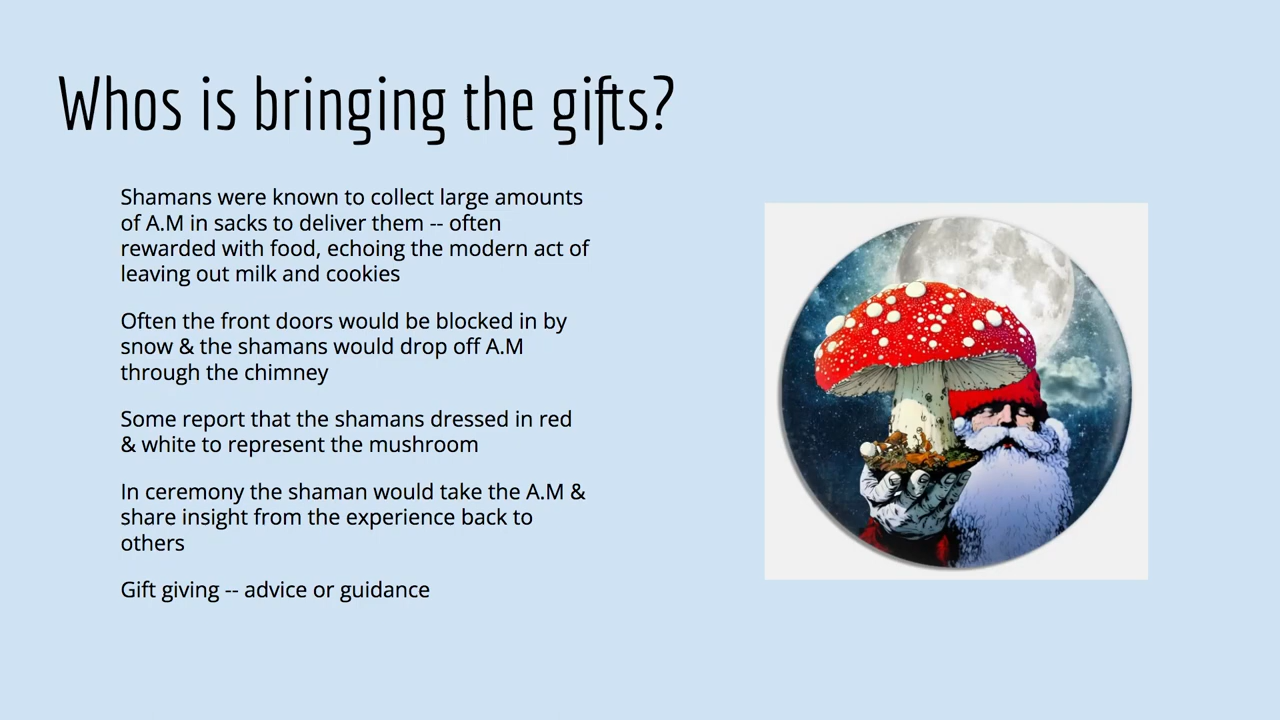 Whos is bringing the gifts?
Shamans were known to collect large amounts
of A.M in sacks to deliver them -- often
rewarded with food, echoing the modern act of
leaving out milk and cookies
Often the front doors would be blocked in by
snow & the shamans would drop off A.M
through the chimney
Some report that the shamans dressed in red
& white to represent the mushroom
In ceremony the shaman would take the A.M &
share insight from the experience back to
others
Gift giving -- advice or guidance